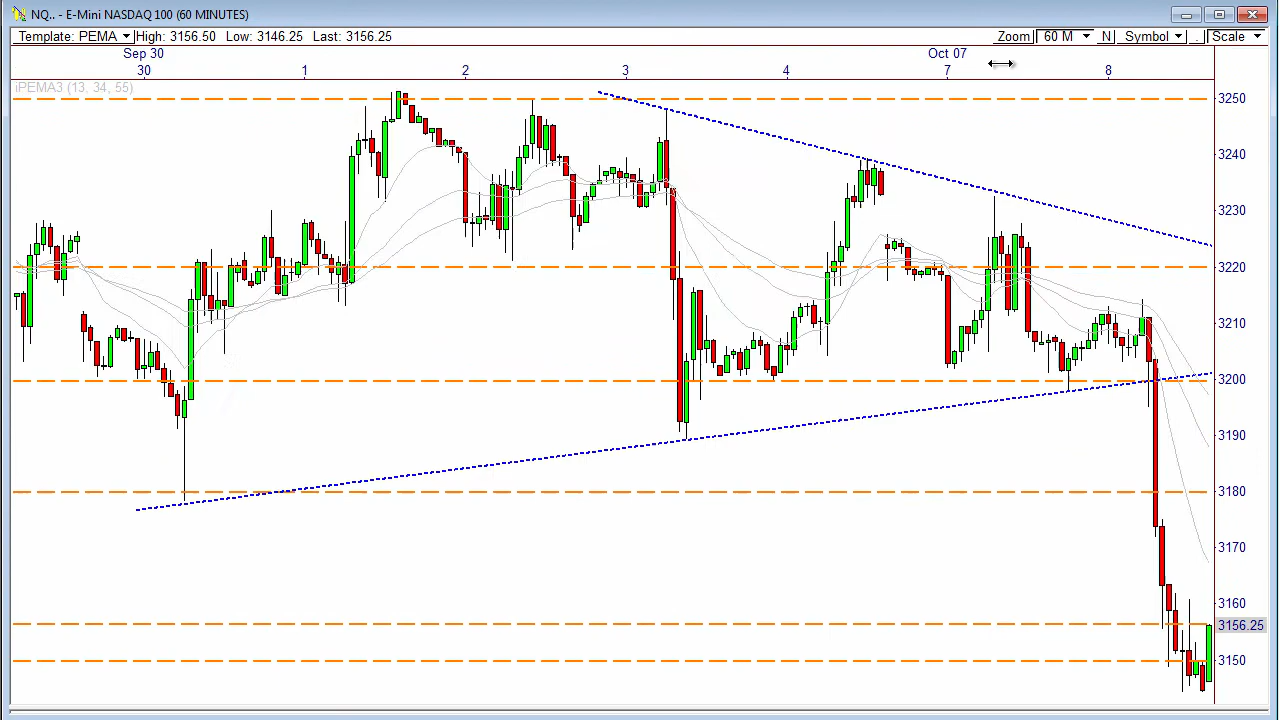 NQ.. - E-Mini NASDAQ 100 (60 MINUTES)
Template: PEMA High: 3156.50 Low: 3146.25 Last: 3156.25 Zoom 60 M N Symbol . Scale
Sep 30 Oct 07
30 1 2 3 4 7 8
iPEMA3 (13, 34, 55)
3250
3240
3230
3220
3210
3200
3190
3180
3170
3160
3156.25
3150